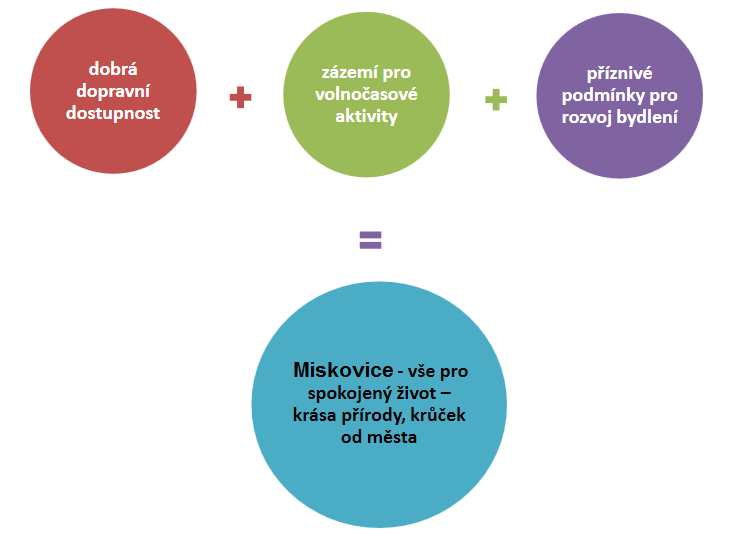 dobrá
dopravní
dostupnost
+
zázemí pro
volnočasové
aktivity
+
příznivé
podmínky pro
rozvoj bydlení
=
Miskovice - vše pro
spokojený život –
krása přírody, krůček
od města